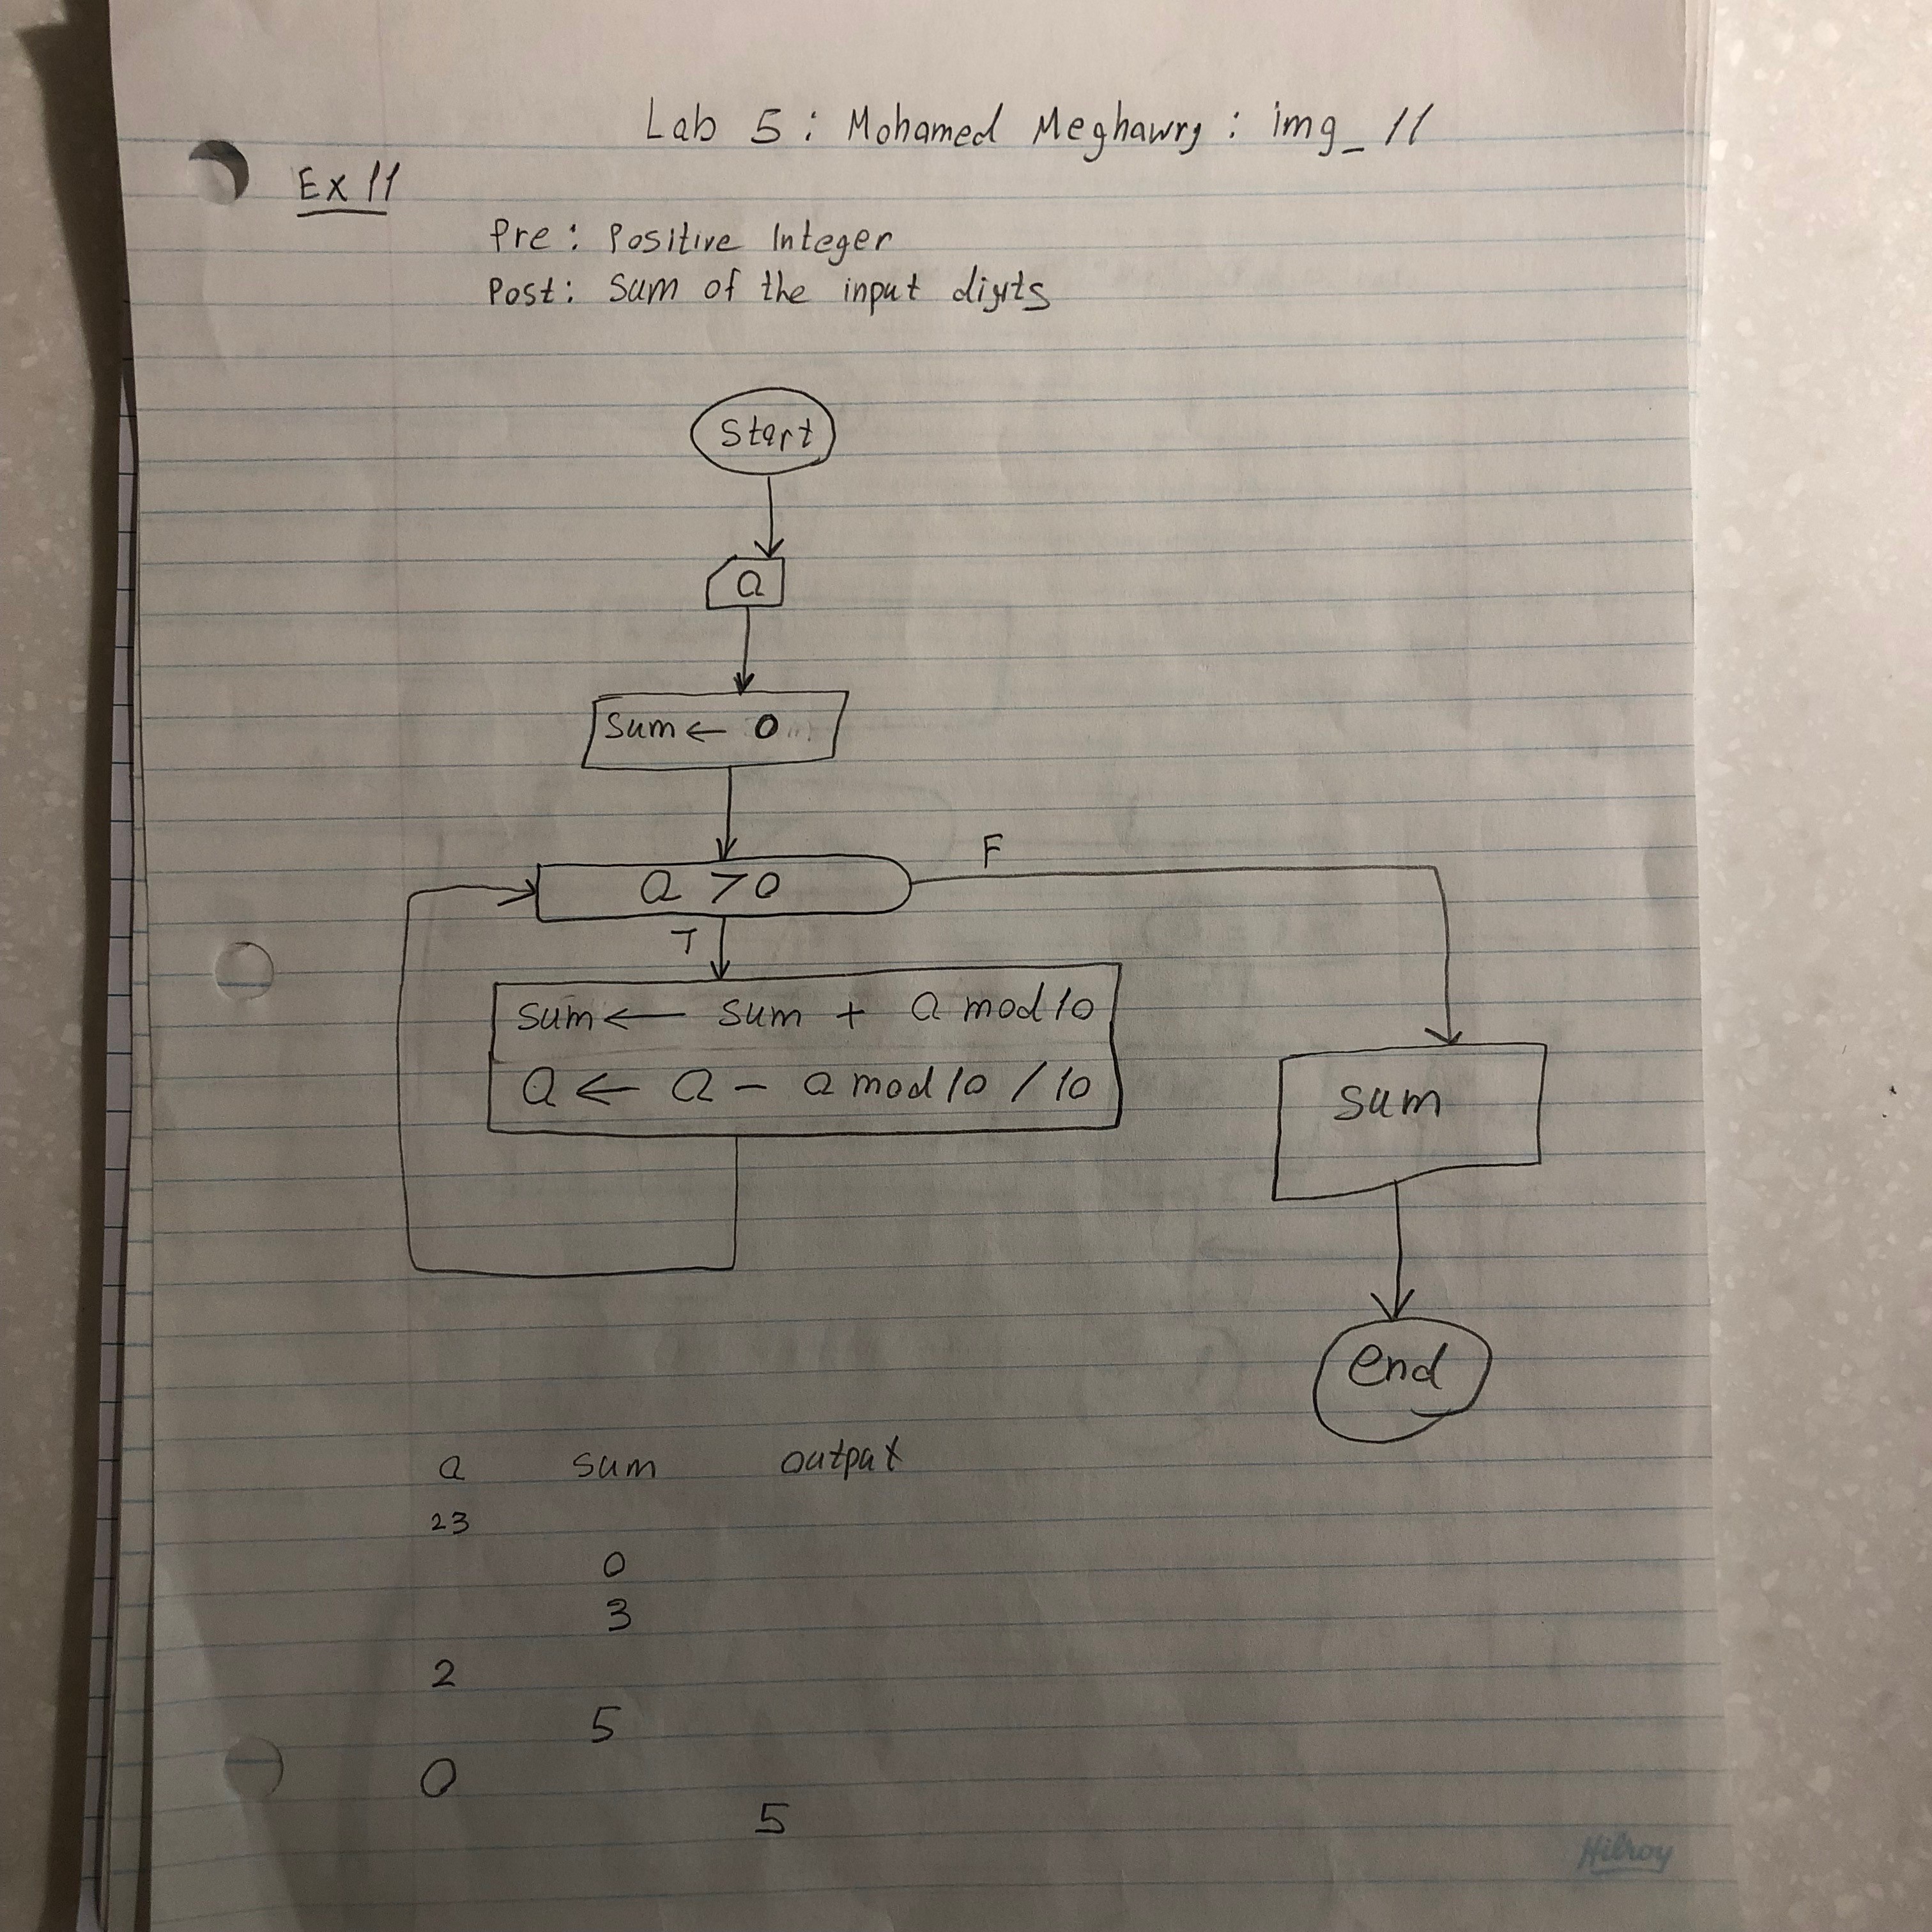 Lab 5 : Mohamed Meghawry : img_11
Ex 11
Pre : Positive Integer
Post : Sum of the input digits
Start
a
Sum ← 0
a > 0
F
T
sum ← sum + a mod 10
a ← a - a mod 10 / 10
sum
end
a sum output
23
0
3
2
5
0
5
Hilroy